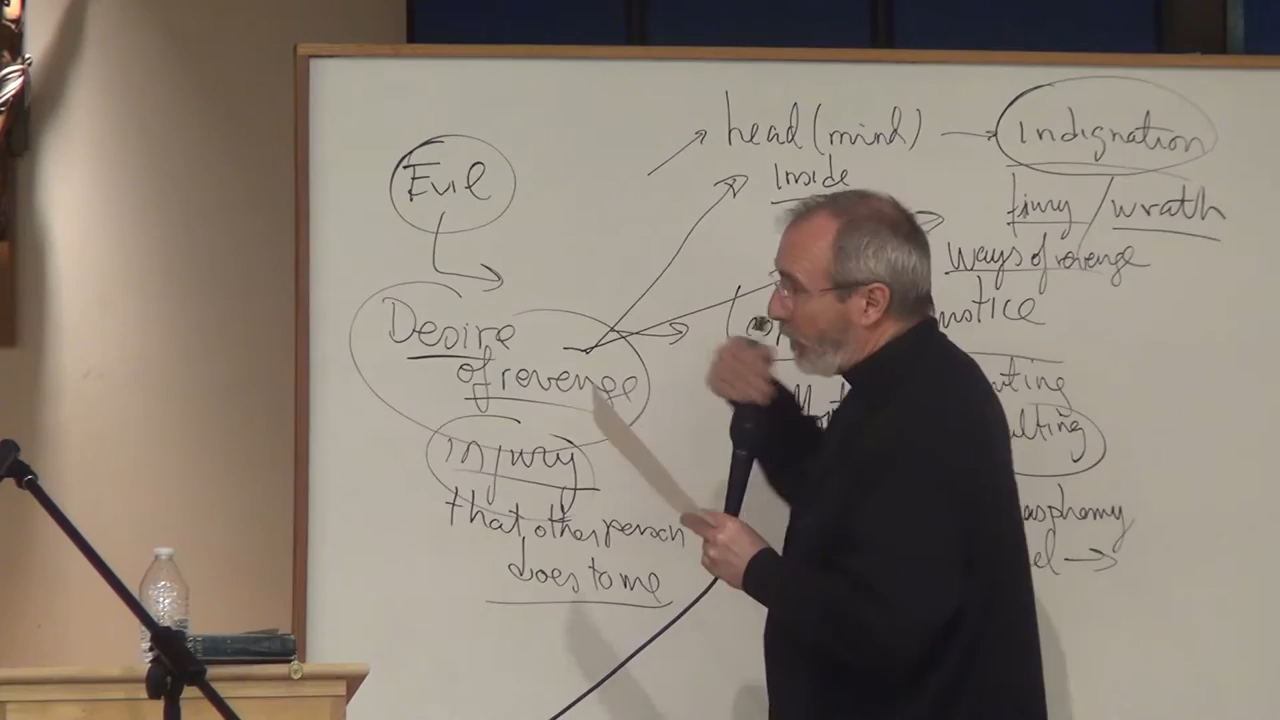 Evil
Desire
of revenge
injury
that other person
does to me
head (mind) → Indignation
Inside
fury / wrath
Ways of revenge